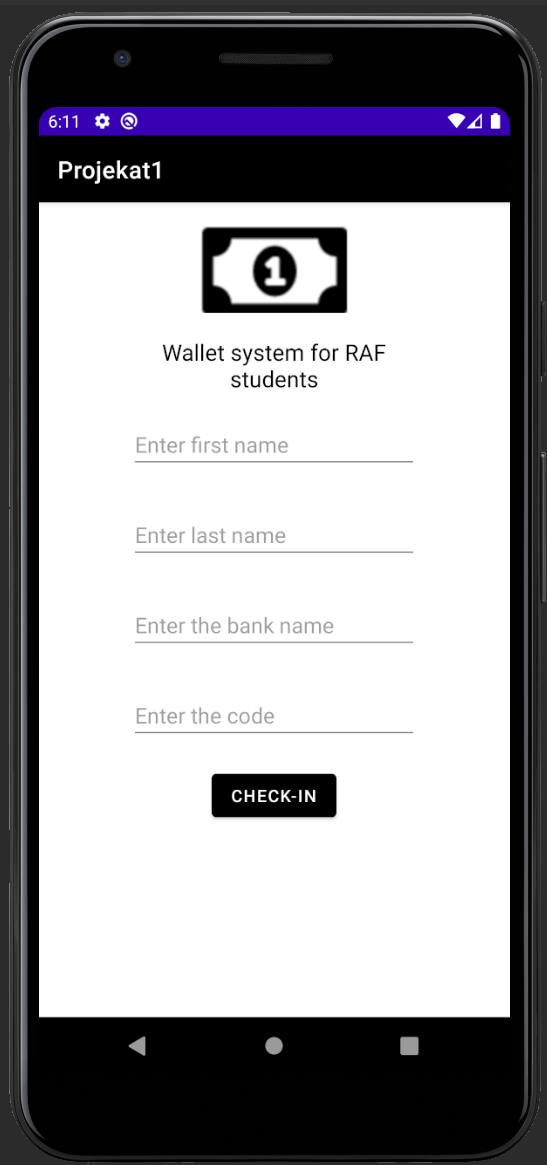 6:11
Projekat1
1
Wallet system for RAF
students
Enter first name
Enter last name
Enter the bank name
Enter the code
CHECK-IN